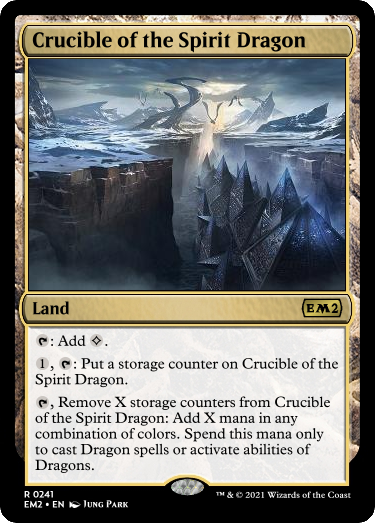 Crucible of the Spirit Dragon
Land
EM2
: Add .
1, : Put a storage counter on Crucible of the
Spirit Dragon.
, Remove X storage counters from Crucible
of the Spirit Dragon: Add X mana in any
combination of colors. Spend this mana only
to cast Dragon spells or activate abilities of
Dragons.
R 0241
EM2 • EN Jung Park
™ & © 2021 Wizards of the Coast